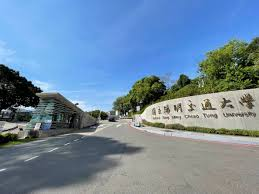 國立陽明交通大學
National Yang Ming Chiao Tung University